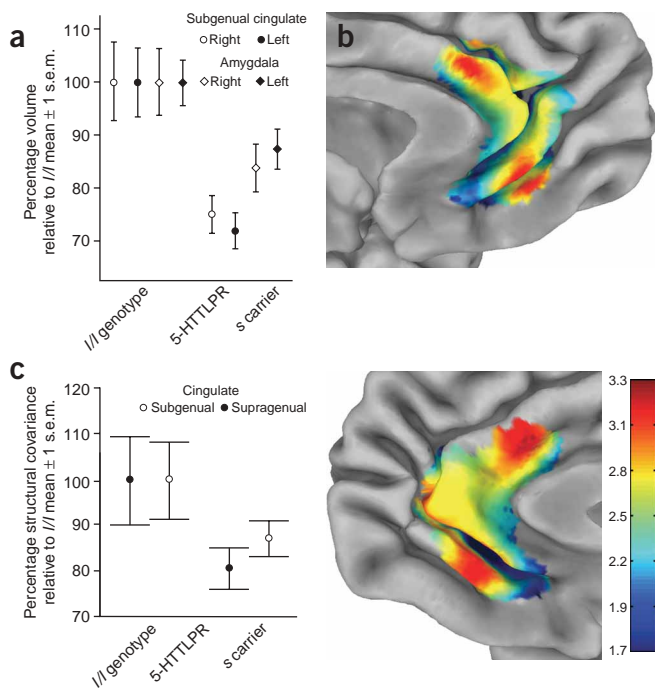 a
Subgenual cingulate
Right Left
Amygdala
Right Left
Percentage volume
relative to l/l mean ± 1 s.e.m.
110
100
90
80
70
l/l genotype
5-HTTLPR
s carrier
b
c
Cingulate
Subgenual Supragenual
Percentage structural covariance
relative to l/l mean ± 1 s.e.m.
120
110
100
90
80
70
l/l genotype
5-HTTLPR
s carrier
3.3
3.1
2.8
2.5
2.2
1.9
1.7